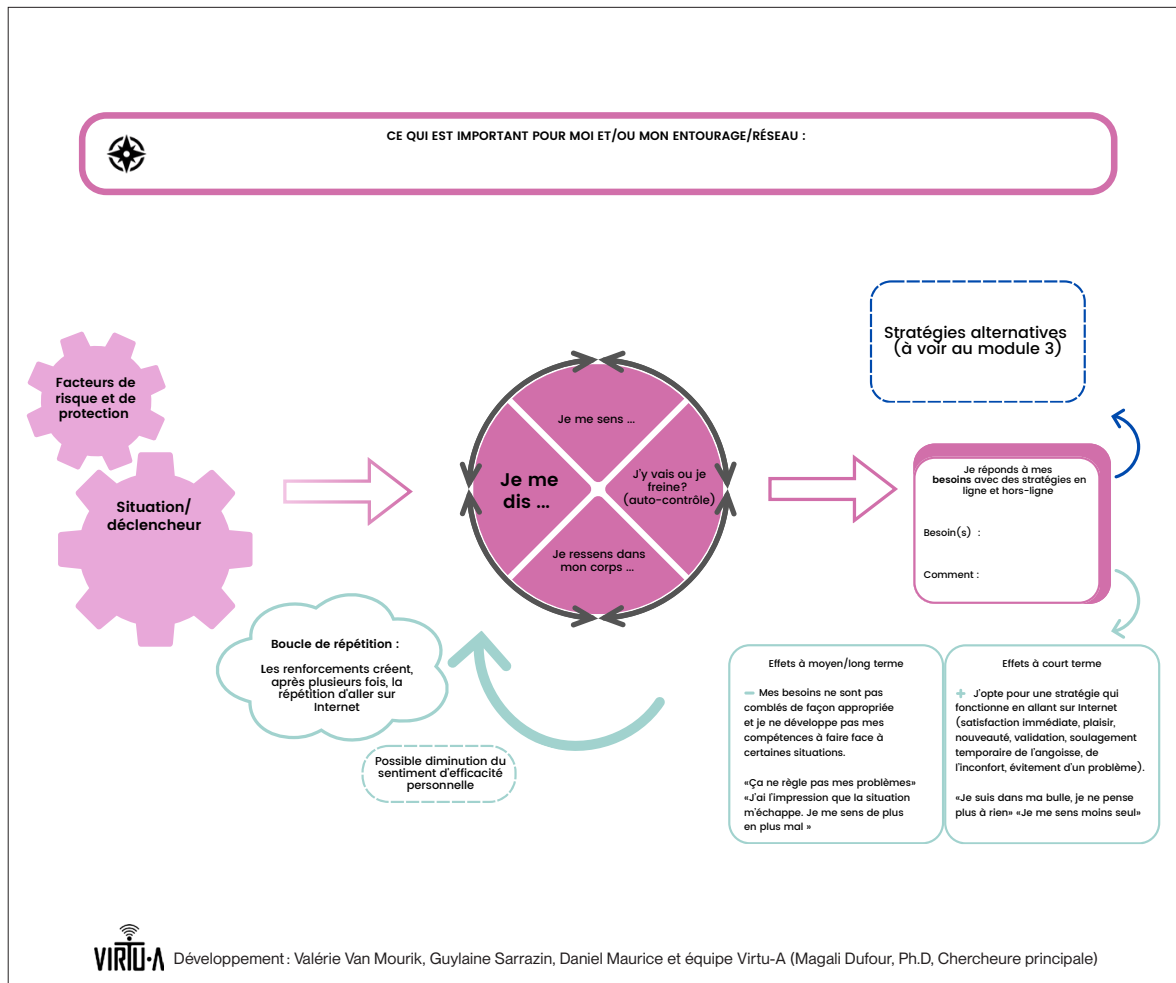 CE QUI EST IMPORTANT POUR MOI ET/OU MON ENTOURAGE/RÉSEAU :
Stratégies alternatives
(à voir au module 3)
Facteurs de
risque et de
protection
Situation/
déclencheur
Je me sens ...
Je me
dis ...
J'y vais ou je
freine?
(auto-contrôle)
Je ressens dans
mon corps ...
Je réponds à mes
besoins avec des stratégies en
ligne et hors-ligne
Besoin(s) :
Comment :
Boucle de répétition :
Les renforcements créent,
après plusieurs fois, la
répétition d'aller sur
Internet
Possible diminution du
sentiment d'efficacité
personnelle
Effets à moyen/long terme
– Mes besoins ne sont pas
comblés de façon appropriée
et je ne développe pas mes
compétences à faire face à
certaines situations.
«Ça ne règle pas mes problèmes»
«J'ai l'impression que la situation
m'échappe. Je me sens de plus
en plus mal »
Effets à court terme
+ J'opte pour une stratégie qui
fonctionne en allant sur Internet
(satisfaction immédiate, plaisir,
nouveauté, validation, soulagement
temporaire de l'angoisse, de
l'inconfort, évitement d'un problème).
«Je suis dans ma bulle, je ne pense
plus à rien» «Je me sens moins seul»
VIRTU-A Développement : Valérie Van Mourik, Guylaine Sarrazin, Daniel Maurice et équipe Virtu-A (Magali Dufour, Ph.D, Chercheure principale)